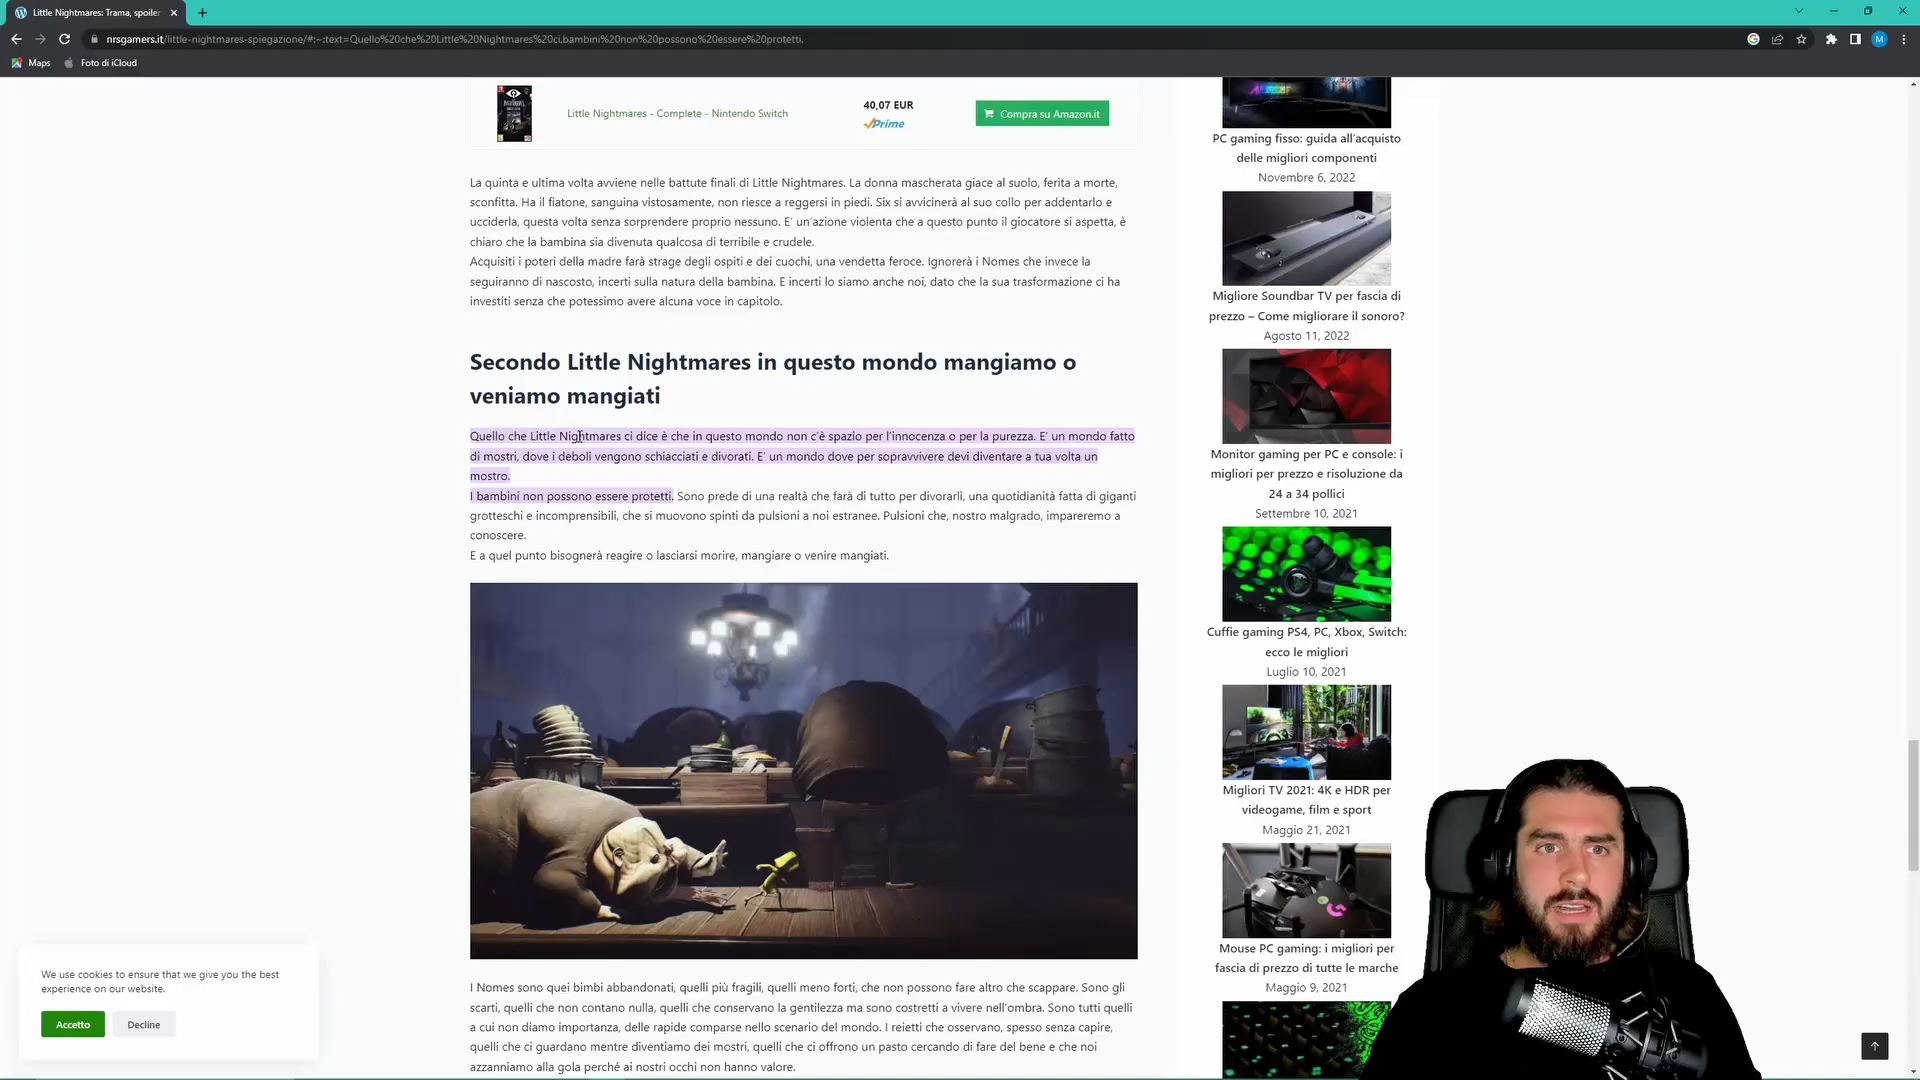 Little Nightmares: Trama, spoiler
nrsgamers.it/little-nightmares-spiegazione/#:~:text=Quello%20che%20Little%20Nightmares%20ci,bambini%20non%20possono%20essere%20protetti.
M
Maps
Foto di iCloud
Little Nightmares - Complete - Nintendo Switch
40,07 EUR
Prime
Compra su Amazon.it
La quinta e ultima volta avviene nelle battute finali di Little Nightmares. La donna mascherata giace al suolo, ferita a morte,
sconfitta. Ha il fiatone, sanguina vistosamente, non riesce a reggersi in piedi. Six si avvicinerà al suo collo per addentarlo e
ucciderla, questa volta senza sorprendere proprio nessuno. E' un'azione violenta che a questo punto il giocatore si aspetta, è
chiaro che la bambina sia divenuta qualcosa di terribile e crudele.
Acquisiti i poteri della madre farà strage degli ospiti e dei cuochi, una vendetta feroce. Ignorerà i Nomes che invece la
seguiranno di nascosto, incerti sulla natura della bambina. E incerti lo siamo anche noi, dato che la sua trasformazione ci ha
investiti senza che potessimo avere alcuna voce in capitolo.
Secondo Little Nightmares in questo mondo mangiamo o
veniamo mangiati
Quello che Little Nightmares ci dice è che in questo mondo non c'è spazio per l'innocenza o per la purezza. E' un mondo fatto
di mostri, dove i deboli vengono schiacciati e divorati. E' un mondo dove per sopravvivere devi diventare a tua volta un
mostro.
I bambini non possono essere protetti. Sono prede di una realtà che farà di tutto per divorarli, una quotidianità fatta di giganti
grotteschi e incomprensibili, che si muovono spinti da pulsioni a noi estranee. Pulsioni che, nostro malgrado, impareremo a
conoscere.
E a quel punto bisognerà reagire o lasciarsi morire, mangiare o venire mangiati.
I Nomes sono quei bimbi abbandonati, quelli più fragili, quelli meno forti, che non possono fare altro che scappare. Sono gli
scarti, quelli che non contano nulla, quelli che conservano la gentilezza ma sono costretti a vivere nell'ombra. Sono tutti quelli
a cui non diamo importanza, delle rapide comparse nello scenario del mondo. I reietti che osservano, spesso senza capire,
quelli che ci guardano mentre diventiamo dei mostri, quelli che ci offrono un pasto cercando di fare del bene e che noi
azzanniamo alla gola perché ai nostri occhi non hanno valore.
PC gaming fisso: guida all'acquisto
delle migliori componenti
Novembre 6, 2022
Migliore Soundbar TV per fascia di
prezzo – Come migliorare il sonoro?
Agosto 11, 2022
Monitor gaming per PC e console: i
migliori per prezzo e risoluzione da
24 a 34 pollici
Settembre 10, 2021
Cuffie gaming PS4, PC, Xbox, Switch:
ecco le migliori
Luglio 10, 2021
Migliori TV 2021: 4K e HDR per
videogame, film e sport
Maggio 21, 2021
Mouse PC gaming: i migliori per
fascia di prezzo di tutte le marche
Maggio 9, 2021
We use cookies to ensure that we give you the best
experience on our website.
Accetto
Decline